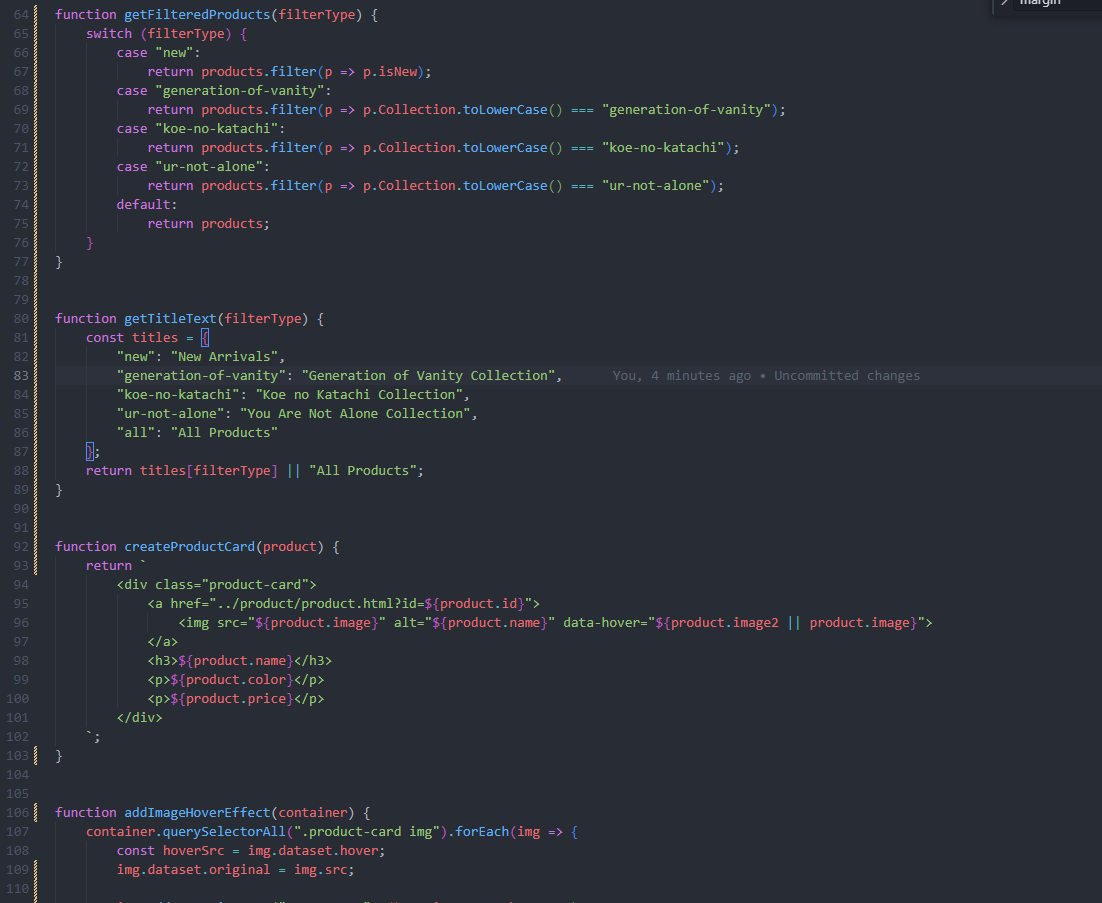 margin
64 function getFilteredProducts(filterType) {
65 switch (filterType) {
66 case "new":
67 return products.filter(p => p.isNew);
68 case "generation-of-vanity":
69 return products.filter(p => p.Collection.toLowerCase() === "generation-of-vanity");
70 case "koe-no-katachi":
71 return products.filter(p => p.Collection.toLowerCase() === "koe-no-katachi");
72 case "ur-not-alone":
73 return products.filter(p => p.Collection.toLowerCase() === "ur-not-alone");
74 default:
75 return products;
76 }
77 }
78
79
80 function getTitleText(filterType) {
81 const titles = {
82 "new": "New Arrivals",
83 "generation-of-vanity": "Generation of Vanity Collection", You, 4 minutes ago • Uncommitted changes
84 "koe-no-katachi": "Koe no Katachi Collection",
85 "ur-not-alone": "You Are Not Alone Collection",
86 "all": "All Products"
87 };
88 return titles[filterType] || "All Products";
89 }
90
91
92 function createProductCard(product) {
93 return `
94 <div class="product-card">
95 <a href="../product/product.html?id=${product.id}">
96 <img src="${product.image}" alt="${product.name}" data-hover="${product.image2 || product.image}">
97 </a>
98 <h3>${product.name}</h3>
99 <p>${product.color}</p>
100 <p>${product.price}</p>
101 </div>
102 `;
103 }
104
105
106 function addImageHoverEffect(container) {
107 container.querySelectorAll(".product-card img").forEach(img => {
108 const hoverSrc = img.dataset.hover;
109 img.dataset.original = img.src;
110